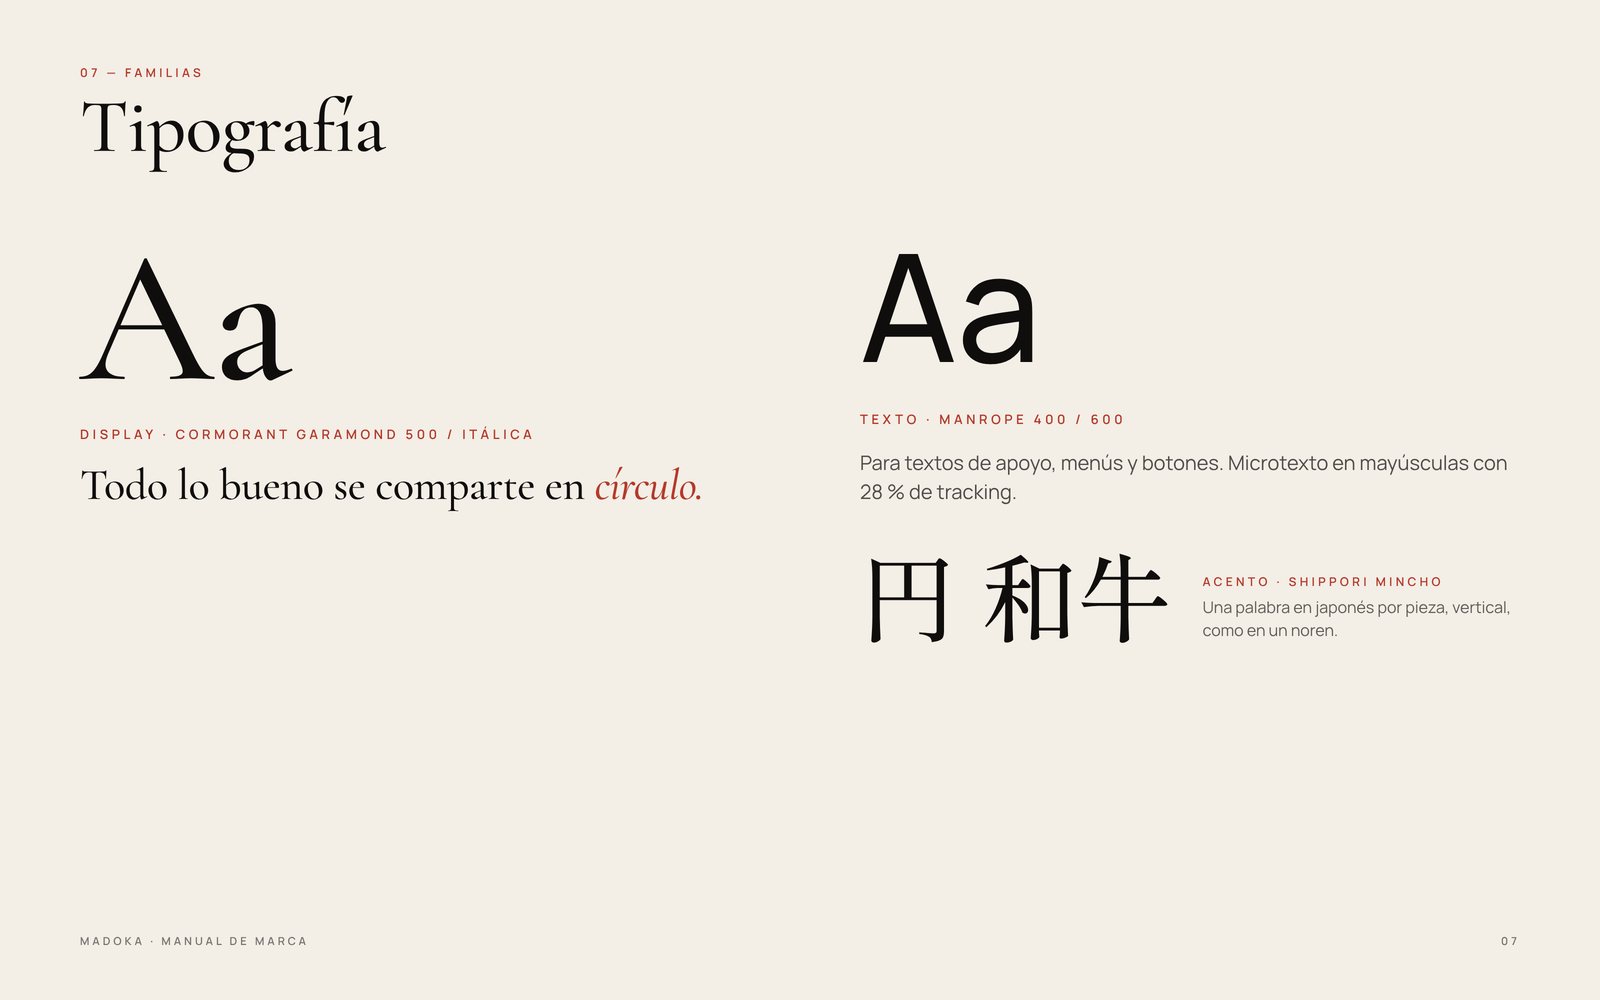 07 — FAMILIAS
Tipografía
Aa
DISPLAY · CORMORANT GARAMOND 500 / ITÁLICA
Todo lo bueno se comparte en círculo.
Aa
TEXTO · MANROPE 400 / 600
Para textos de apoyo, menús y botones. Microtexto en mayúsculas con
28 % de tracking.
円 和牛
ACENTO · SHIPPORI MINCHO
Una palabra en japonés por pieza, vertical,
como en un noren.
MADOKA · MANUAL DE MARCA
07